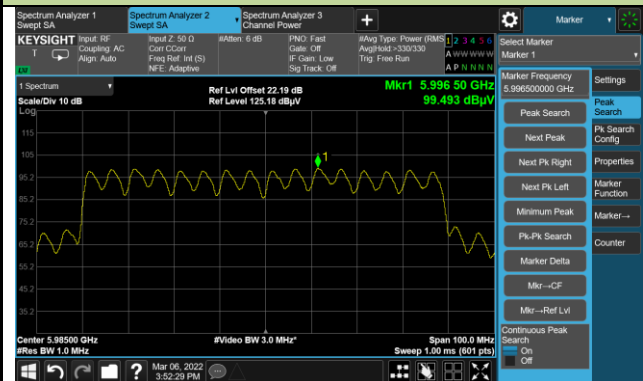 Spectrum Analyzer 1
Swept SA
Spectrum Analyzer 2
Swept SA
Spectrum Analyzer 3
Channel Power
+
Marker
KEYSIGHT
T
Input: RF
Coupling: AC
Align: Auto
Input Z: 50 Ω
Corr CCorr
Freq Ref: Int (S)
NFE: Adaptive
#Atten: 6 dB
PNO: Fast
Gate: Off
IF Gain: Low
Sig Track: Off
#Avg Type: Power (RMS
Avg|Hold:>330/330
Trig: Free Run
1 2 3 4 5 6
A W W W W W
A P N N N N
Select Marker
Marker 1
1 Spectrum
Scale/Div 10 dB
Log
Ref Lvl Offset 22.19 dB
Ref Level 125.18 dBµV
Mkr1 5.996 50 GHz
99.493 dBµV
1
115
105
95.2
85.2
75.2
65.2
55.2
45.2
35.2
Center 5.98500 GHz
#Res BW 1.0 MHz
#Video BW 3.0 MHz*
Span 100.0 MHz
Sweep 1.00 ms (601 pts)
Marker Frequency
5.996500000 GHz
Peak Search
Next Peak
Next Pk Right
Next Pk Left
Minimum Peak
Pk-Pk Search
Marker Delta
Mkr→CF
Mkr→Ref Lvl
Continuous Peak
Search
On
Off
Settings
Peak
Search
Pk Search
Config
Properties
Marker
Function
Marker→
Counter
?
Mar 06, 2022
3:52:29 PM